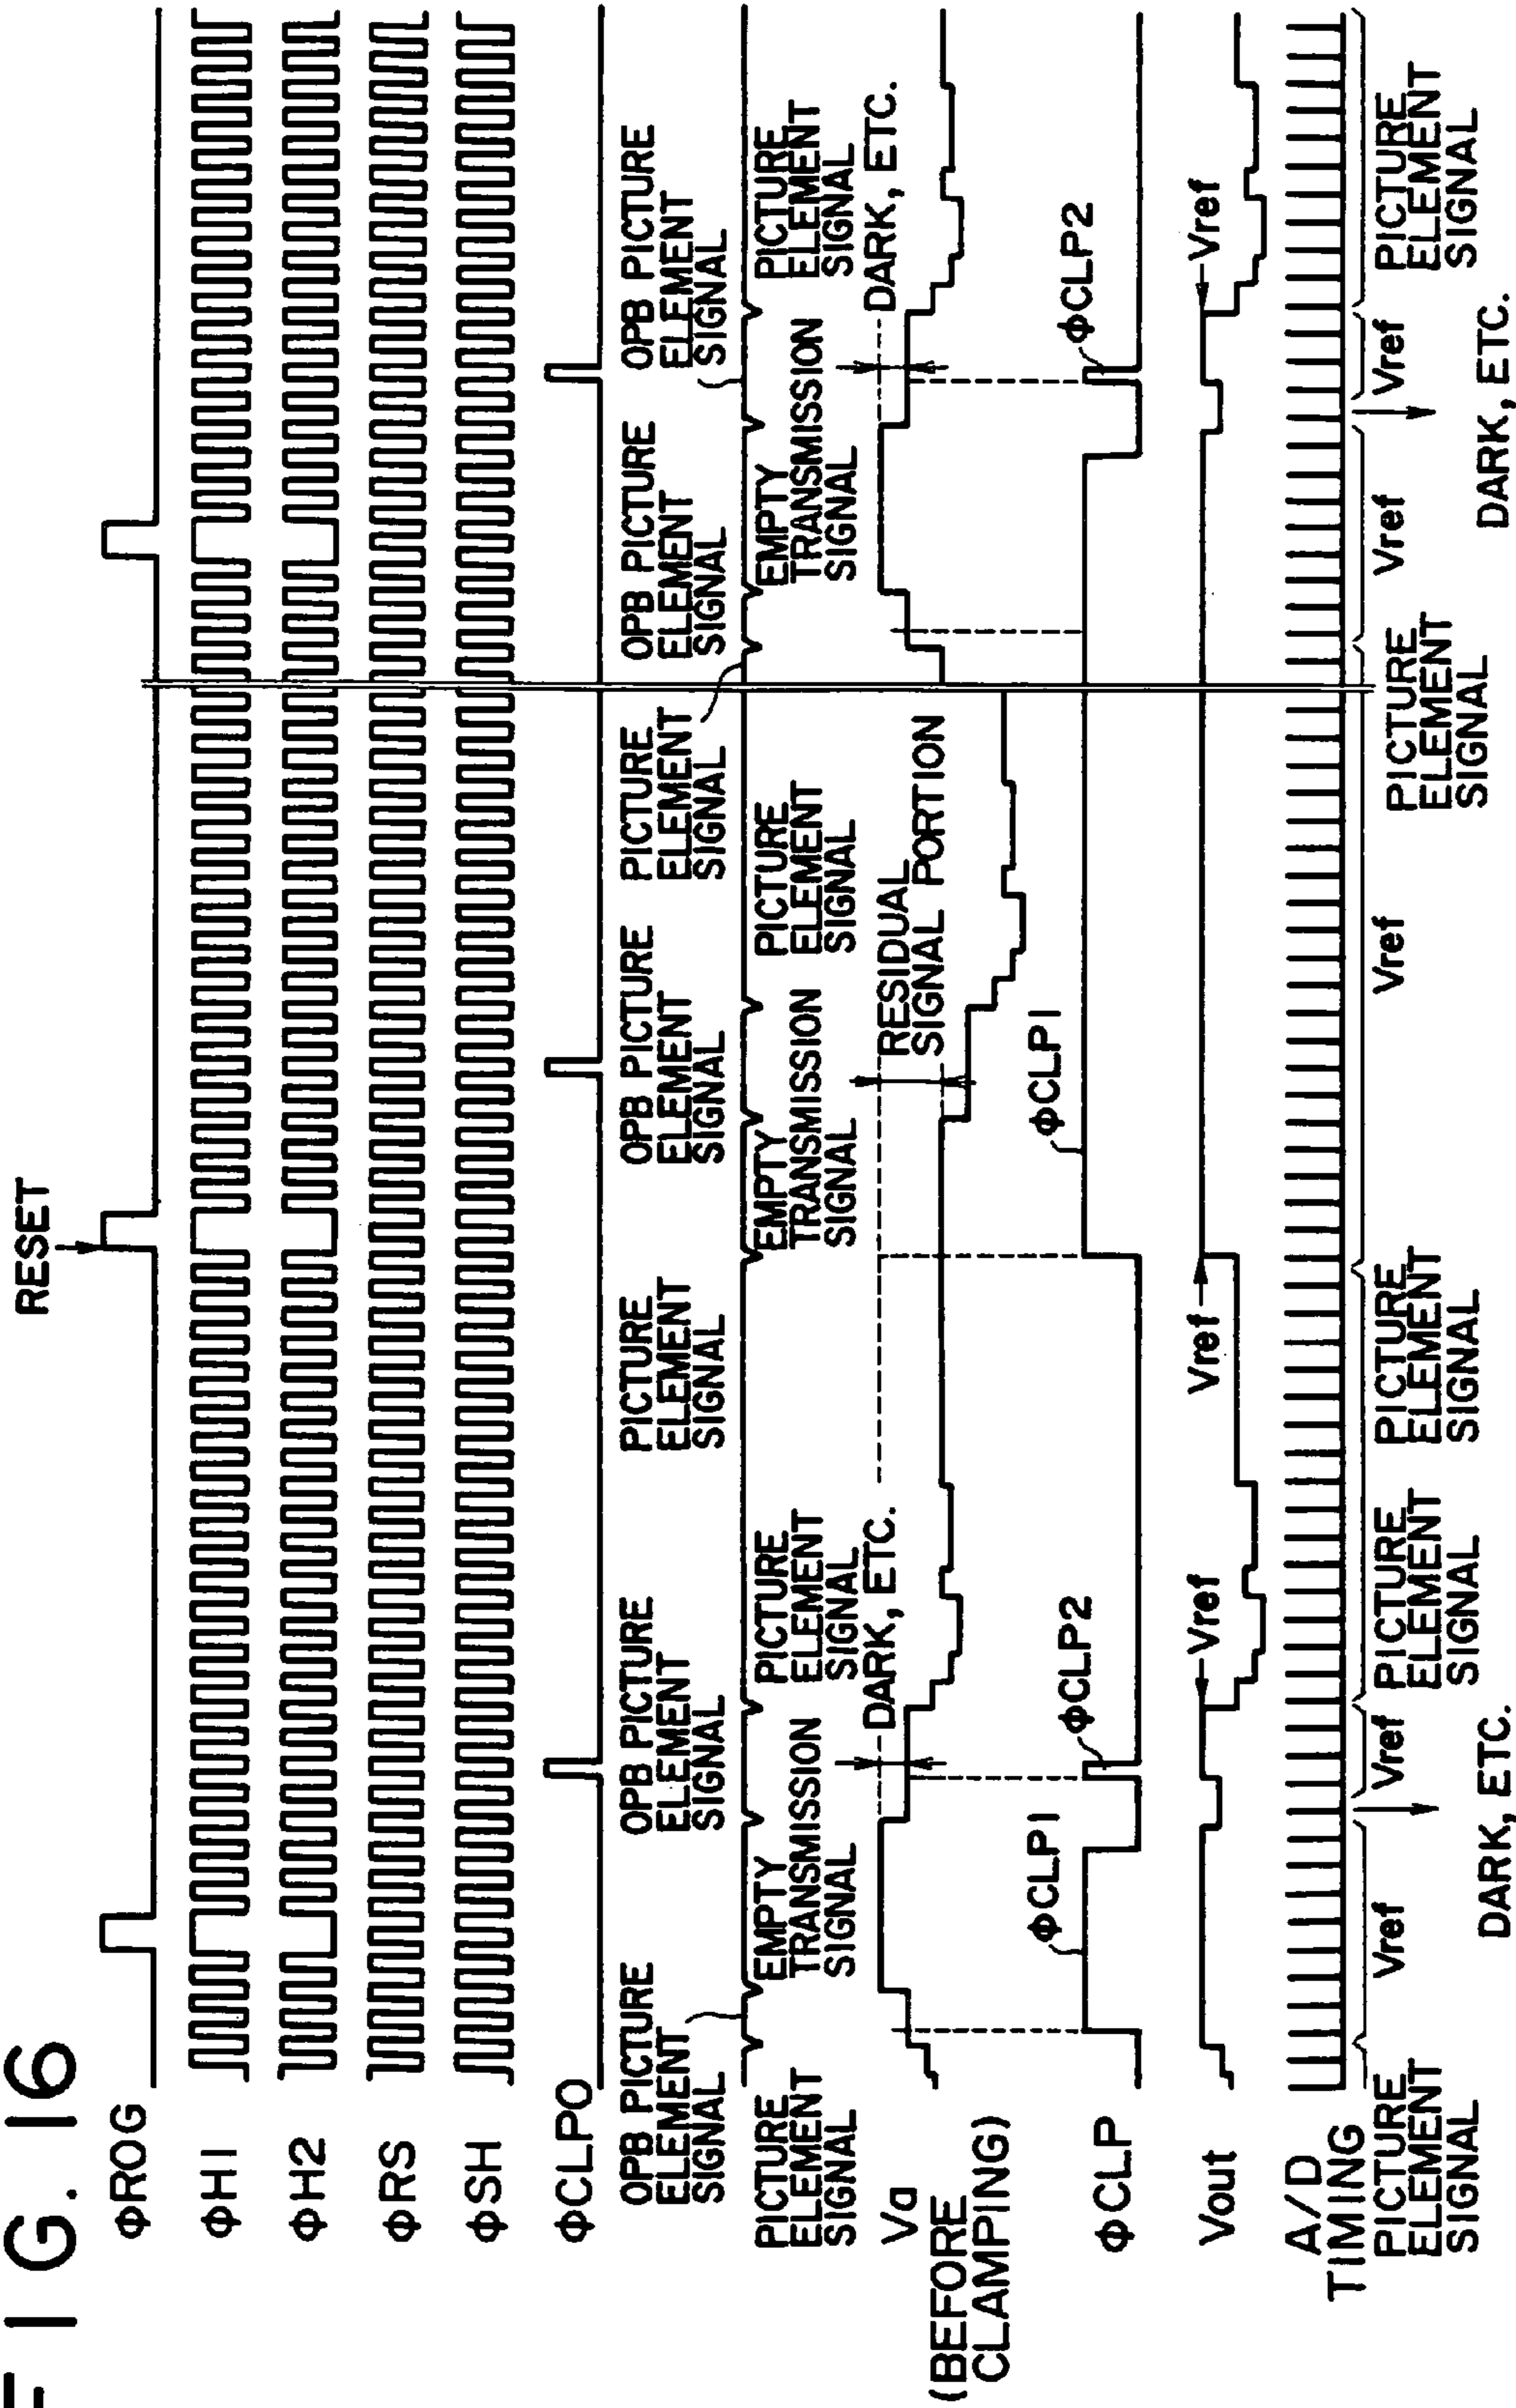 FIG. 16
RESET
ΦROG
ΦH1
ΦH2
ΦRS
ΦSH
ΦCLPO
OPB PICTURE
ELEMENT
SIGNAL
OPB PICTURE
ELEMENT
SIGNAL
OPB PICTURE
ELEMENT
SIGNAL
PICTURE
ELEMENT
SIGNAL
OPB PICTURE
ELEMENT
SIGNAL
PICTURE
ELEMENT
SIGNAL
OPB PICTURE
ELEMENT
SIGNAL
OPB PICTURE
ELEMENT
SIGNAL
PICTURE
ELEMENT
SIGNAL
EMPTY
TRANSMISSION
SIGNAL
PICTURE
ELEMENT
SIGNAL
EMPTY
TRANSMISSION
SIGNAL
PICTURE
ELEMENT
SIGNAL
EMPTY
TRANSMISSION
SIGNAL
PICTURE
ELEMENT
SIGNAL
Va
(BEFORE
CLAMPING)
DARK, ETC.
RESIDUAL
SIGNAL PORTION
DARK, ETC.
ΦCLP
ΦCLP1
ΦCLP2
ΦCLP1
ΦCLP2
Vout
Vref
Vref
Vref
A/D
TIMING
PICTURE
ELEMENT
SIGNAL
Vref
Vref
PICTURE
ELEMENT
SIGNAL
PICTURE
ELEMENT
SIGNAL
Vref
PICTURE
ELEMENT
SIGNAL
Vref
Vref
PICTURE
ELEMENT
SIGNAL
DARK, ETC.
DARK, ETC.